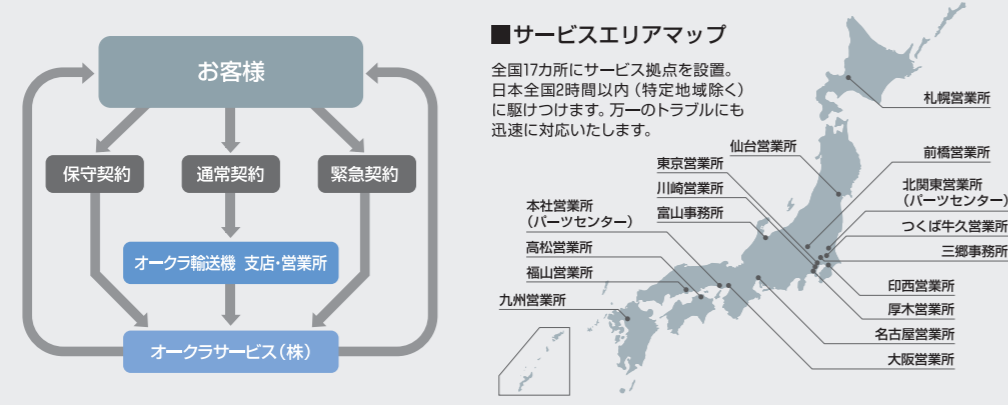 お客様
保守契約
通常契約
緊急契約
オークラ輸送機 支店・営業所
オークラサービス(株)
■サービスエリアマップ
全国17カ所にサービス拠点を設置。
日本全国2時間以内(特定地域除く)
に駆けつけます。万一のトラブルにも
迅速に対応いたします。
札幌営業所
仙台営業所
前橋営業所
東京営業所
川崎営業所
富山事務所
北関東営業所
(パーツセンター)
本社営業所
(パーツセンター)
つくば牛久営業所
高松営業所
三郷事務所
福山営業所
印西営業所
九州営業所
厚木営業所
名古屋営業所
大阪営業所